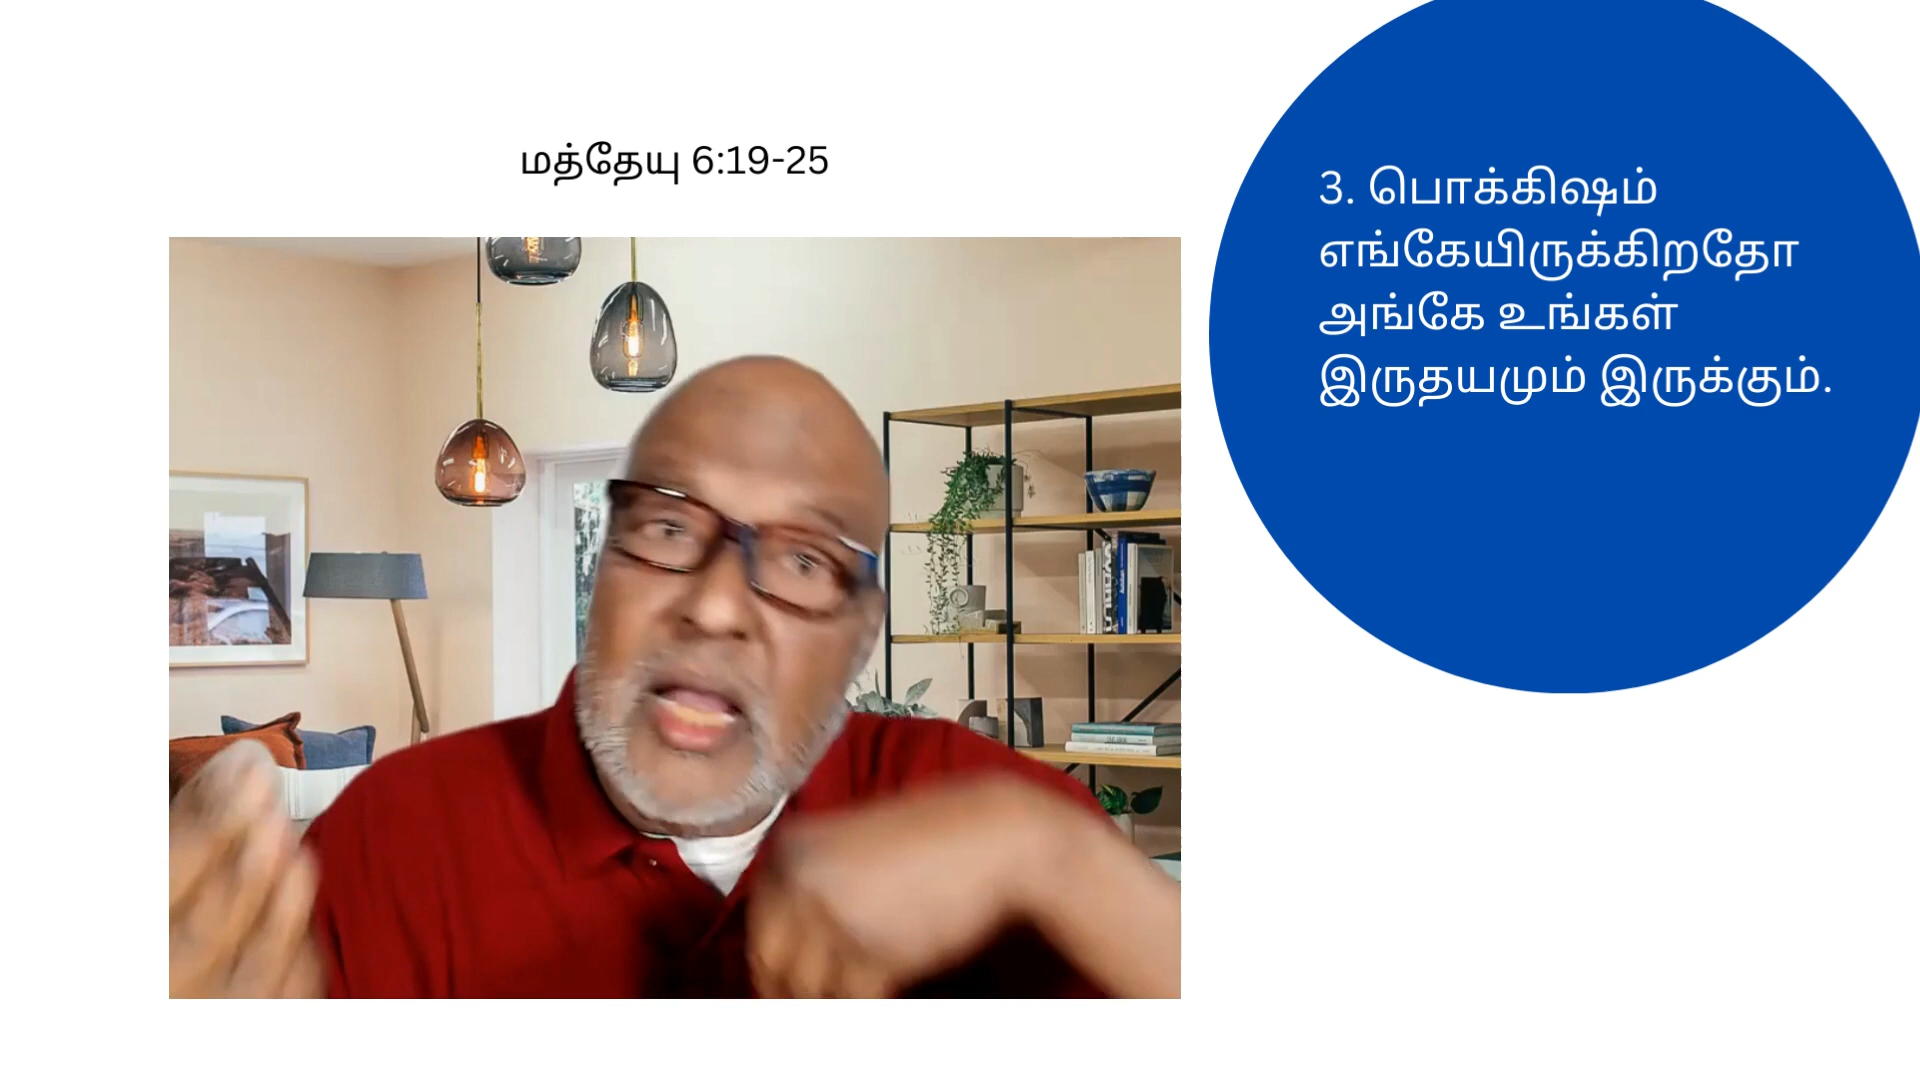 மத்தேயு 6:19-25
3. பொக்கிஷம்
எங்கேயிருக்கிறதோ
அங்கே உங்கள்
இருதயமும் இருக்கும்.